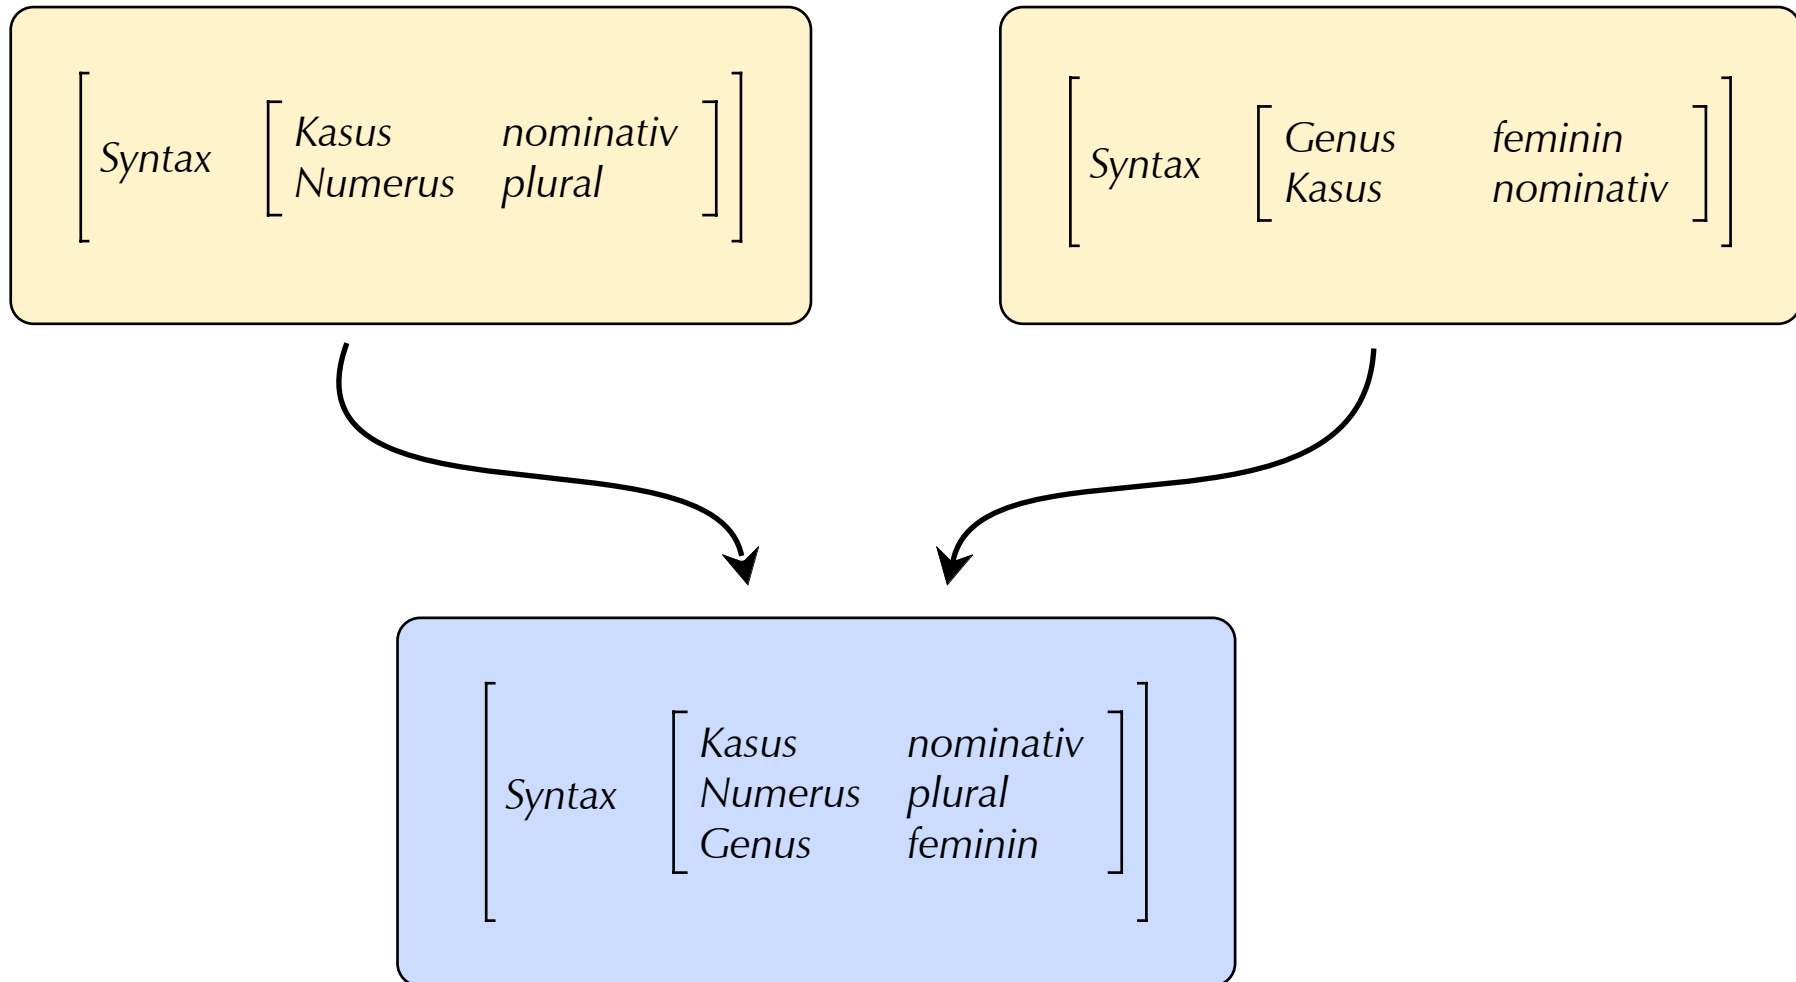 Syntax
Kasus nominativ
Numerus plural
Syntax
Genus feminin
Kasus nominativ
Syntax
Kasus nominativ
Numerus plural
Genus feminin